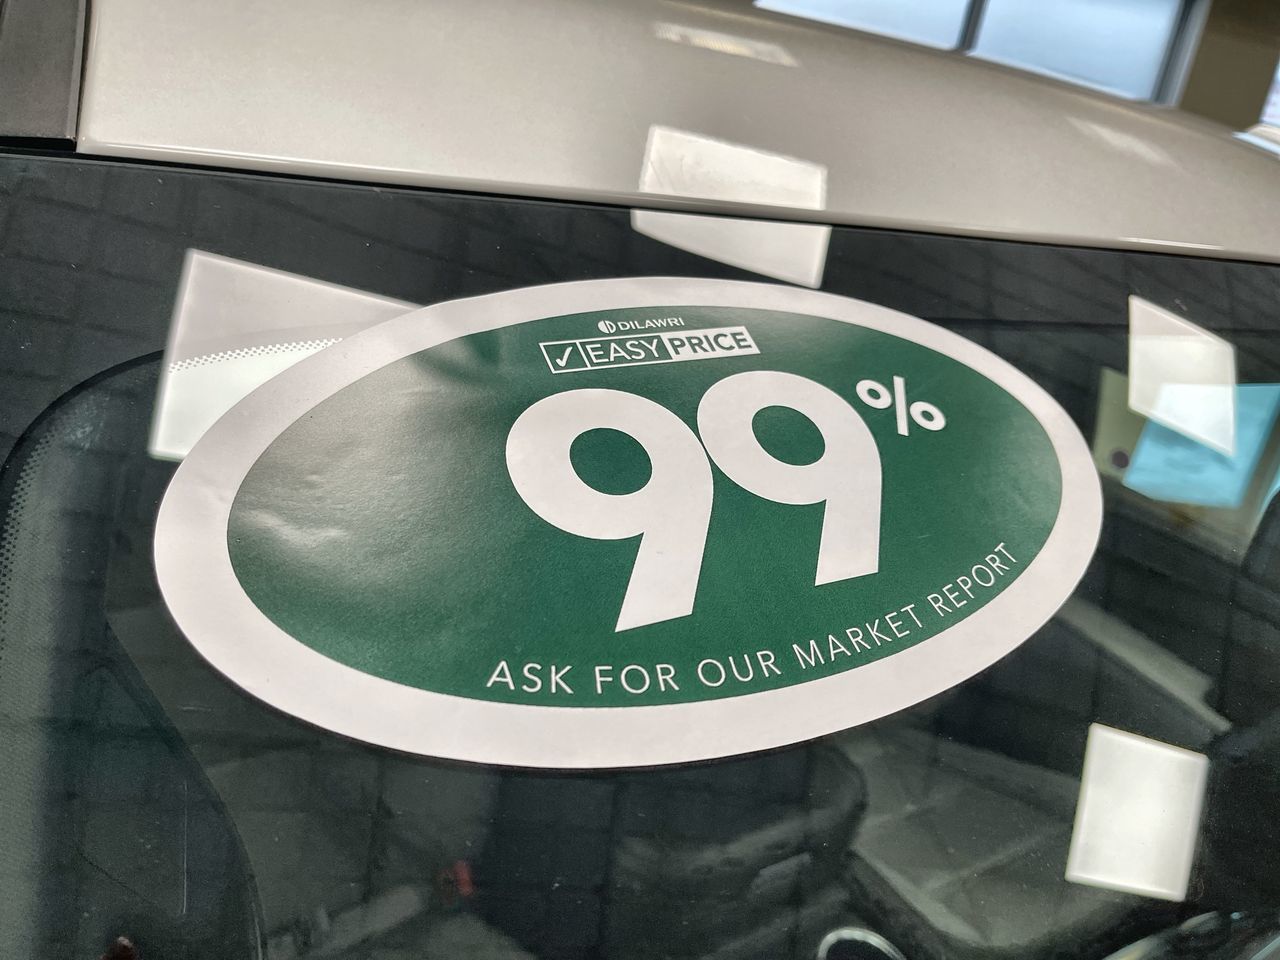 DILAWRI
✓ EASY PRICE
99%
ASK FOR OUR MARKET REPORT